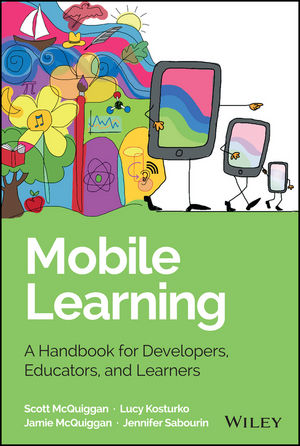 π
Mobile
Learning
A Handbook for Developers,
Educators, and Learners
Scott McQuiggan · Lucy Kosturko
Jamie McQuiggan · Jennifer Sabourin
WILEY